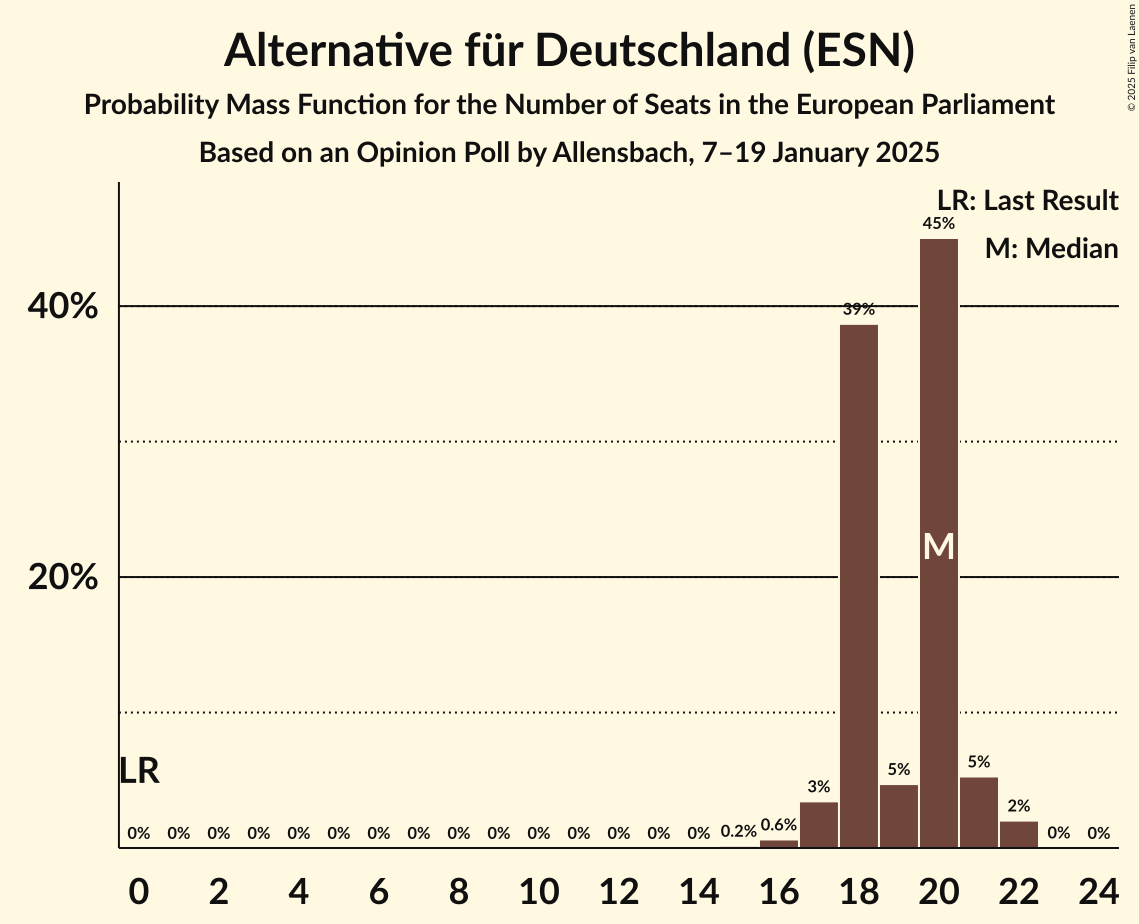 Alternative für Deutschland (ESN)
Probability Mass Function for the Number of Seats in the European Parliament
Based on an Opinion Poll by Allensbach, 7–19 January 2025
© 2025 Filip van Laenen
LR: Last Result
M: Median
45%
40%
39%
M
20%
LR
0% 0% 0% 0% 0% 0% 0% 0% 0% 0% 0% 0% 0% 0% 0% 0.2% 0.6% 3% 5% 5% 2% 0% 0%
0 2 4 6 8 10 12 14 16 18 20 22 24